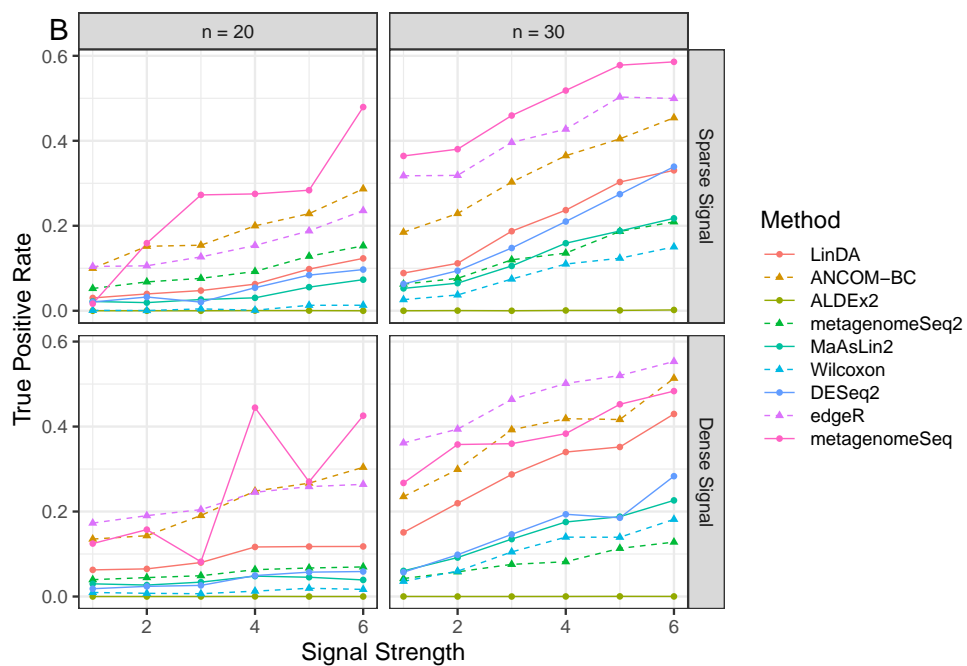 B
n = 20
n = 30
0.6
0.4
0.2
0.0
Sparse Signal
0.6
0.4
0.2
0.0
Dense Signal
True Positive Rate
2
4
6
2
4
6
Signal Strength
Method
LinDA
ANCOM−BC
ALDEx2
metagenomeSeq2
MaAsLin2
Wilcoxon
DESeq2
edgeR
metagenomeSeq